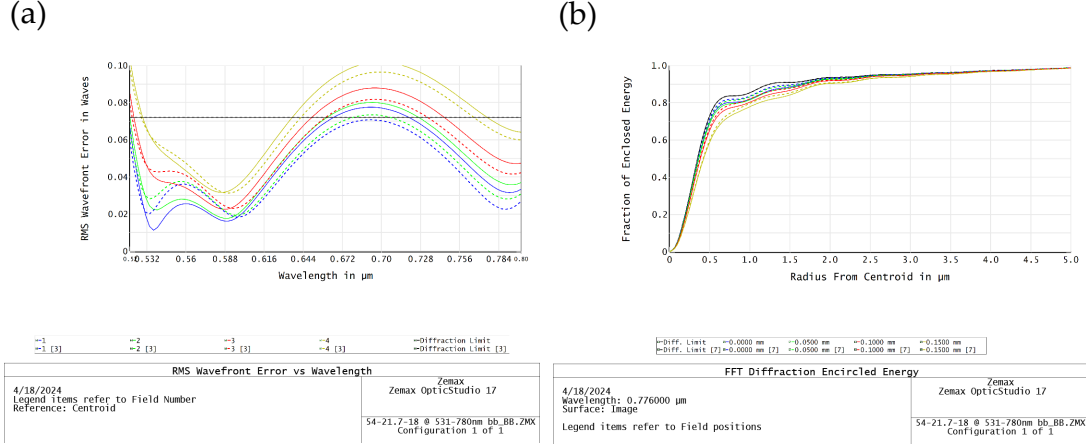 (a)
RMS Wavefront Error in Waves
0.10
0.08
0.06
0.04
0.02
0
0.532
0.56
0.588
0.616
0.644
0.672
0.70
0.728
0.756
0.784
0.80
Wavelength in µm
1 2 3 4 Diffraction Limit
1 [3] 2 [3] 3 [3] 4 [3] Diffraction Limit [3]
RMS Wavefront Error vs Wavelength
4/18/2024
Legend items refer to Field Number
Reference: Centroid
Zemax
Zemax OpticStudio 17
54-21.7-18 @ 531-780nm bb_BB.ZMX
Configuration 1 of 1
(b)
Fraction of Enclosed Energy
1.0
0.8
0.6
0.4
0.2
0
0 0.5 1.0 1.5 2.0 2.5 3.0 3.5 4.0 4.5 5.0
Radius From Centroid in µm
Diff. Limit 0.0000 mm 0.0500 mm 0.1000 mm 0.1500 mm
Diff. Limit [7] 0.0000 mm [7] 0.0500 mm [7] 0.1000 mm [7] 0.1500 mm [7]
FFT Diffraction Encircled Energy
4/18/2024
Wavelength: 0.776000 µm
Surface: Image
Legend items refer to Field positions
Zemax
Zemax OpticStudio 17
54-21.7-18 @ 531-780nm bb_BB.ZMX
Configuration 1 of 1